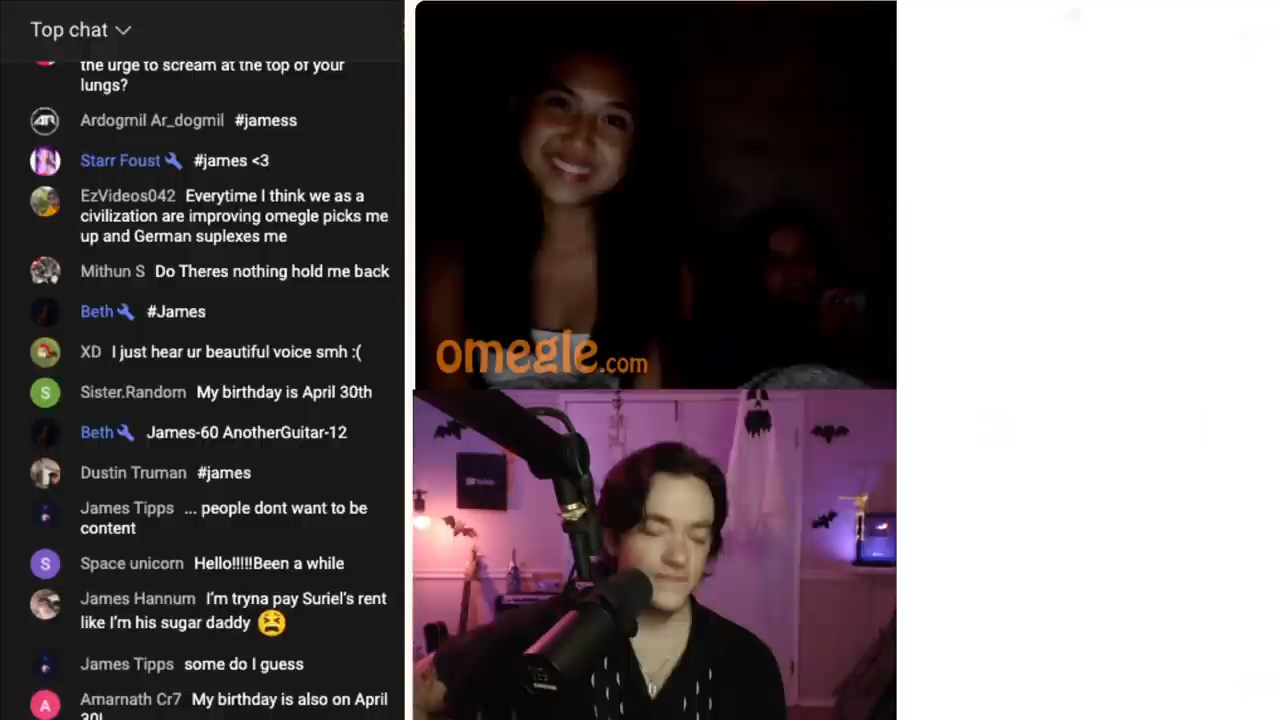 Top chat
the urge to scream at the top of your
lungs?
Ardogmil Ar_dogmil #jamess
Starr Foust #james <3
EzVideos042 Everytime I think we as a
civilization are improving omegle picks me
up and German suplexes me
Mithun S Do Theres nothing hold me back
Beth #James
XD I just hear ur beautiful voice smh :(
S Sister.Randorn My birthday is April 30th
Beth James-60 AnotherGuitar-12
Dustin Truman #james
James Tipps ... people dont want to be
content
S Space unicorn Hello!!!!!Been a while
James Hannum I'm tryna pay Suriel's rent
like I'm his sugar daddy 😫
James Tipps some do I guess
A Amarnath Cr7 My birthday is also on April
omegle.com
YouTube